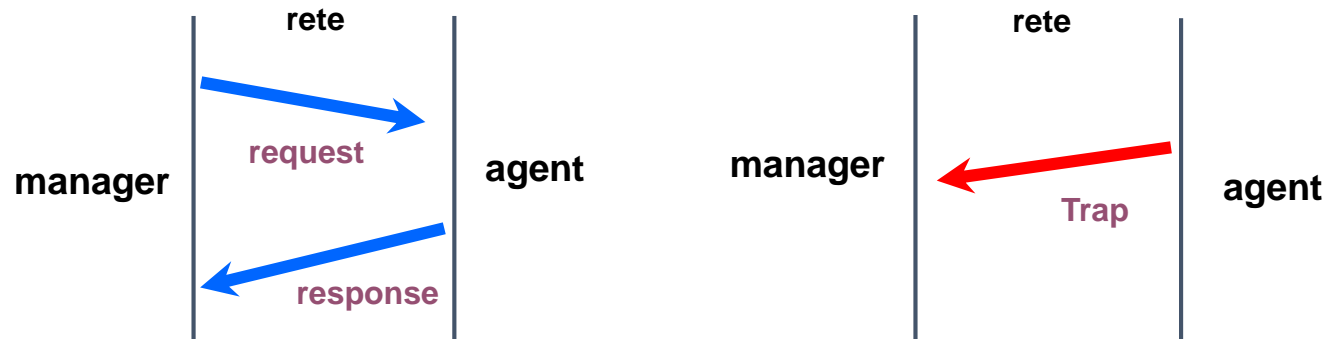 rete
request
manager
agent
response
rete
manager
agent
Trap